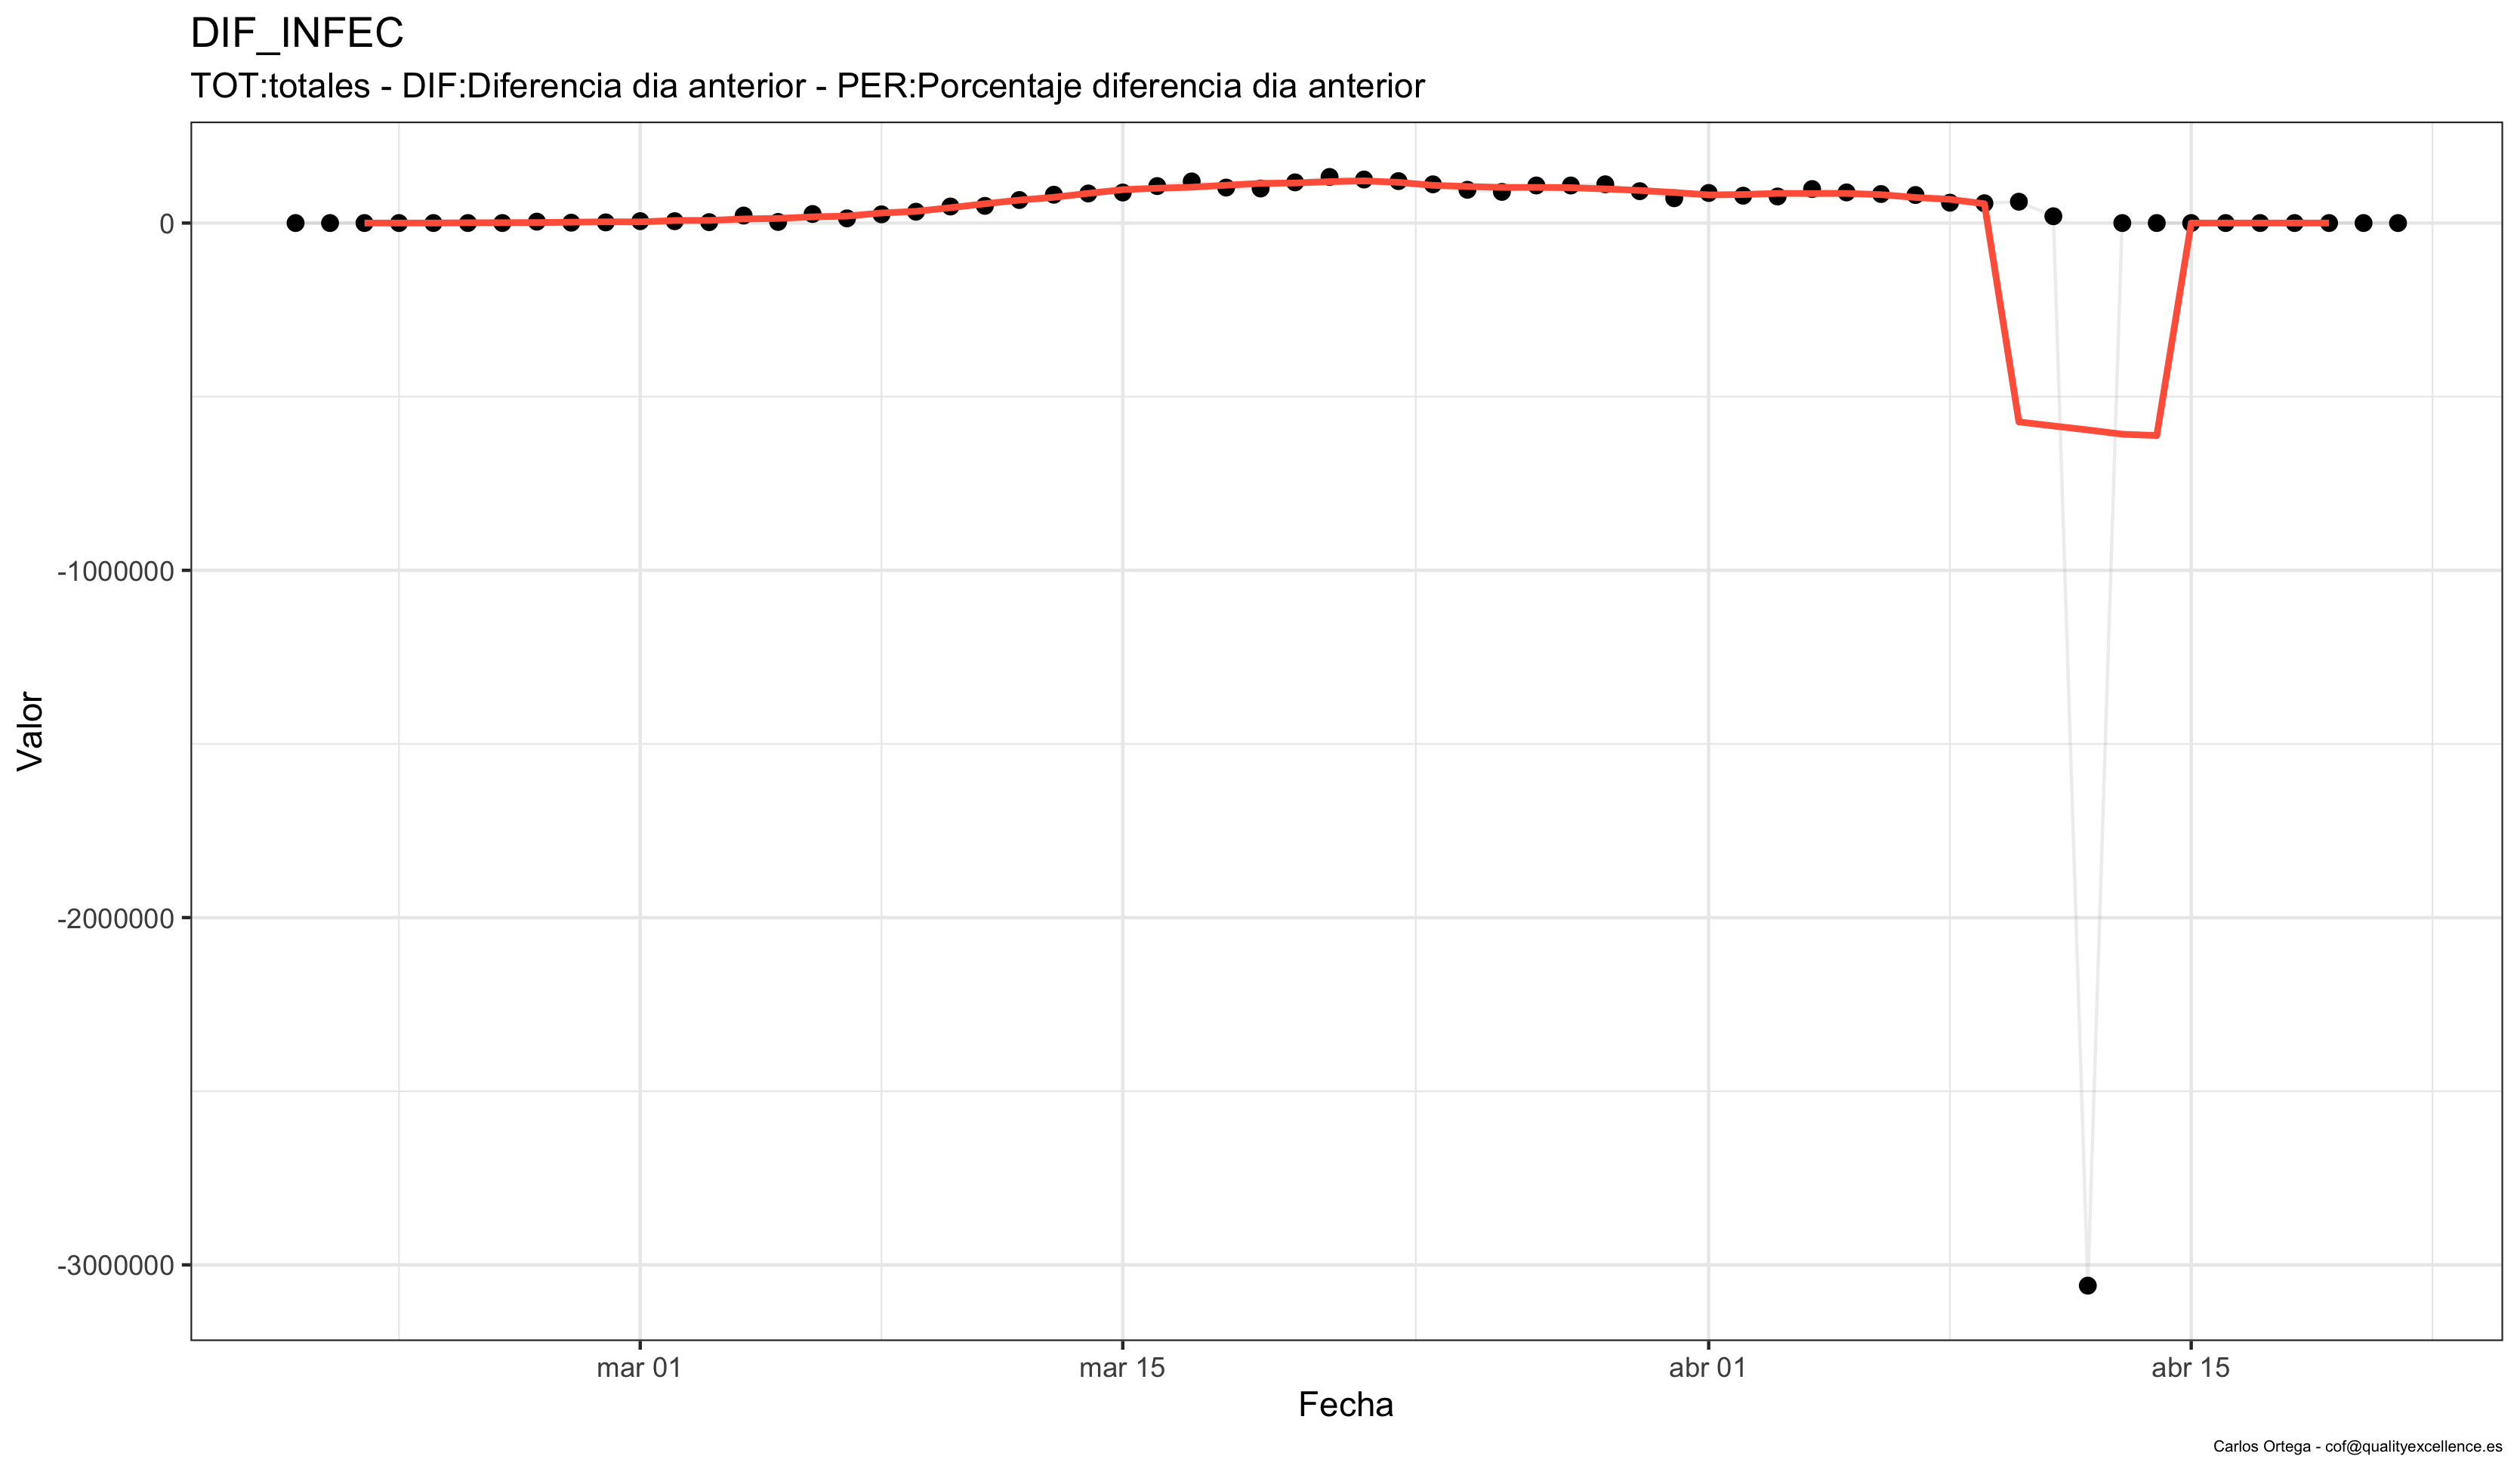 DIF_INFEC
TOT:totales - DIF:Diferencia dia anterior - PER:Porcentaje diferencia dia anterior
0
-1000000
-2000000
-3000000
Valor
mar 01
mar 15
abr 01
abr 15
Fecha
Carlos Ortega - cof@qualityexcellence.es